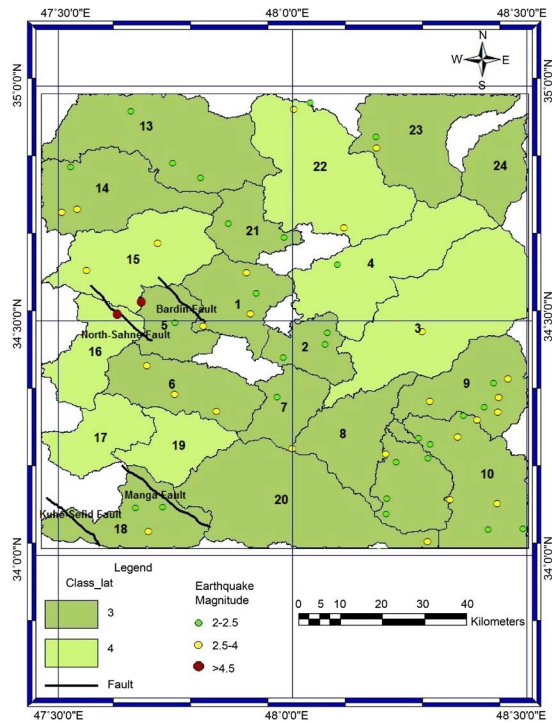 47°30'0"E 48°0'0"E 48°30'0"E
N
W E
S
35°0'0"N 35°0'0"N
13
23
24
14
22
21
15
4
1
Bardin Fault
5
34°30'0"N 34°30'0"N
North-Sahne Fault
3
2
16
6
9
7
17
8
19
10
Manga Fault
20
Kuhe-Sefid Fault
18
34°0'0"N 34°0'0"N
Legend
Class_lat
3
4
Fault
Earthquake
Magnitude
2-2.5
2.5-4
>4.5
0 5 10 20 30 40
Kilometers
47°30'0"E 48°0'0"E 48°30'0"E